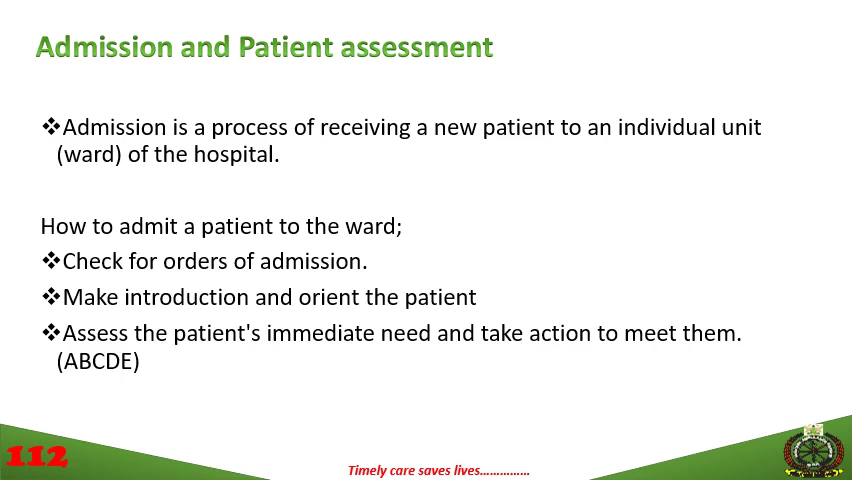 Admission and Patient assessment
❖Admission is a process of receiving a new patient to an individual unit
(ward) of the hospital.
How to admit a patient to the ward;
❖Check for orders of admission.
❖Make introduction and orient the patient
❖Assess the patient's immediate need and take action to meet them.
(ABCDE)
112
Timely care saves lives……………